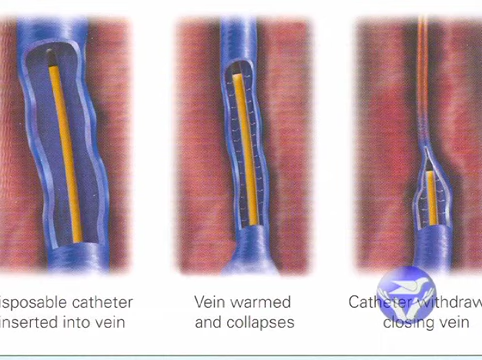 isposable catheter
inserted into vein
Vein warmed
and collapses
Catheter withdraw
closing vein